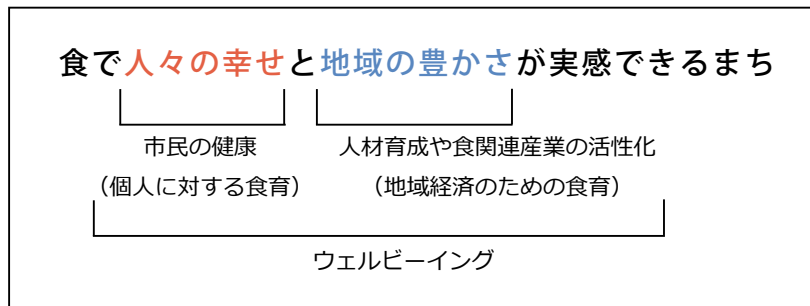 食で人々の幸せと地域の豊かさが実感できるまち
市民の健康 人材育成や食関連産業の活性化
（個人に対する食育） （地域経済のための食育）
ウェルビーイング